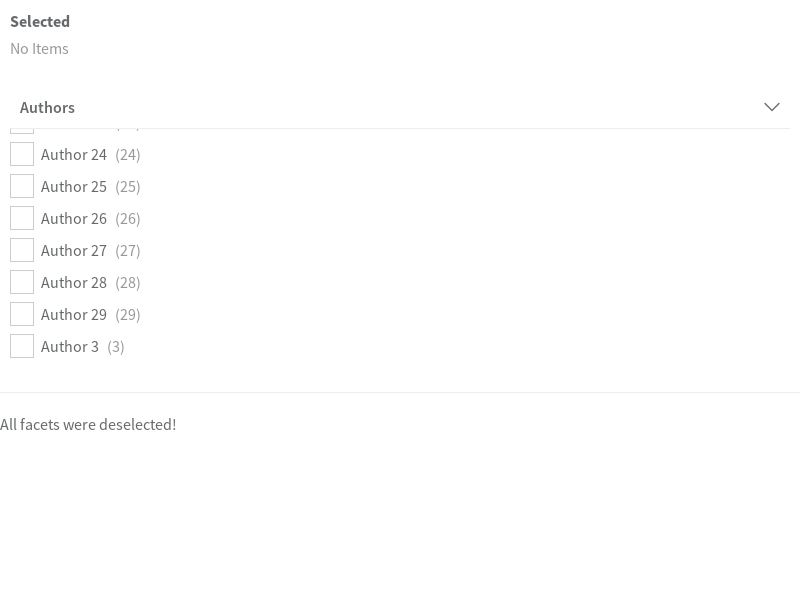 Selected
No Items
Authors
Author 24 (24)
Author 25 (25)
Author 26 (26)
Author 27 (27)
Author 28 (28)
Author 29 (29)
Author 3 (3)
All facets were deselected!